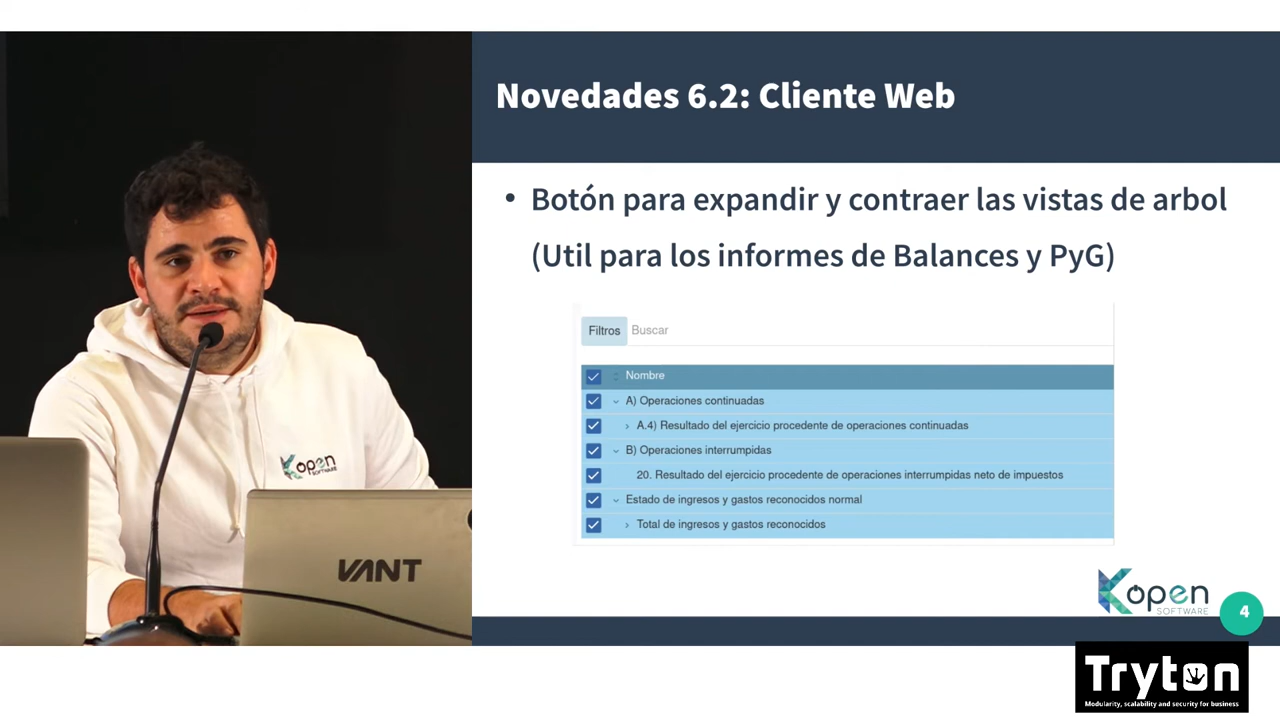 Novedades 6.2: Cliente Web
• Botón para expandir y contraer las vistas de arbol
(Util para los informes de Balances y PyG)
Filtros Buscar
Nombre
A) Operaciones continuadas
A.4) Resultado del ejercicio procedente de operaciones continuadas
B) Operaciones interrumpidas
20. Resultado del ejercicio procedente de operaciones interrumpidas neto de impuestos
Estado de ingresos y gastos reconocidos normal
Total de ingresos y gastos reconocidos
Kopen
SOFTWARE
VANT
Kopen
SOFTWARE
4
Tryton
Modularity, scalability and security for business